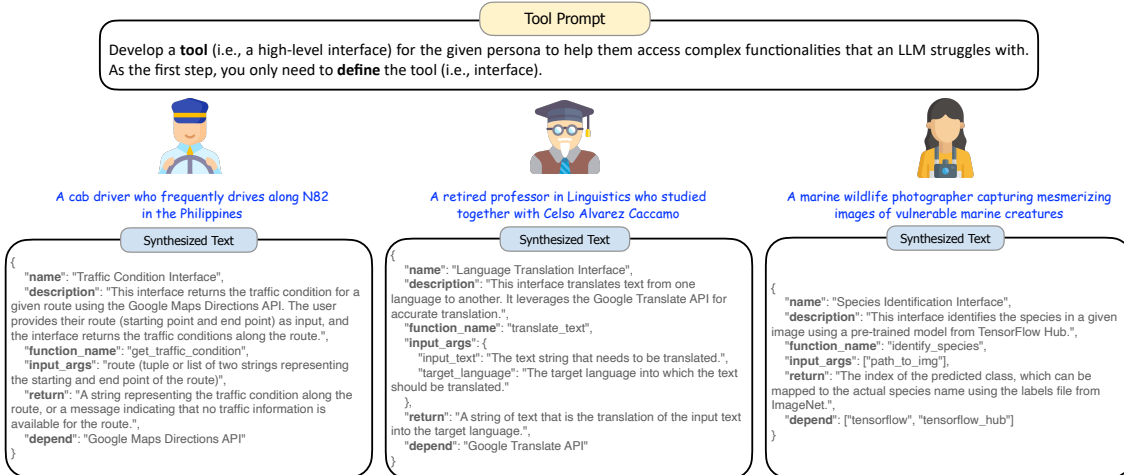 Tool Prompt
Develop a tool (i.e., a high-level interface) for the given persona to help them access complex functionalities that an LLM struggles with.
As the first step, you only need to define the tool (i.e., interface).
A cab driver who frequently drives along N82
in the Philippines
Synthesized Text
{
"name": "Traffic Condition Interface",
"description": "This interface returns the traffic condition for a
given route using the Google Maps Directions API. The user
provides their route (starting point and end point) as input, and
the interface returns the traffic conditions along the route.",
"function_name": "get_traffic_condition",
"input_args": "route (tuple or list of two strings representing
the starting and end point of the route)",
"return": "A string representing the traffic condition along the
route, or a message indicating that no traffic information is
available for the route.",
"depend": "Google Maps Directions API"
}
A retired professor in Linguistics who studied
together with Celso Alvarez Caccamo
Synthesized Text
{
"name": "Language Translation Interface",
"description": "This interface translates text from one
language to another. It leverages the Google Translate API for
accurate translation.",
"function_name": "translate_text",
"input_args": {
"input_text": "The text string that needs to be translated.",
"target_language": "The target language into which the text
should be translated."
},
"return": "A string of text that is the translation of the input text
into the target language.",
"depend": "Google Translate API"
}
A marine wildlife photographer capturing mesmerizing
images of vulnerable marine creatures
Synthesized Text
{
"name": "Species Identification Interface",
"description": "This interface identifies the species in a given
image using a pre-trained model from TensorFlow Hub.",
"function_name": "identify_species",
"input_args": ["path_to_img"],
"return": "The index of the predicted class, which can be
mapped to the actual species name using the labels file from
ImageNet.",
"depend": ["tensorflow", "tensorflow_hub"]
}